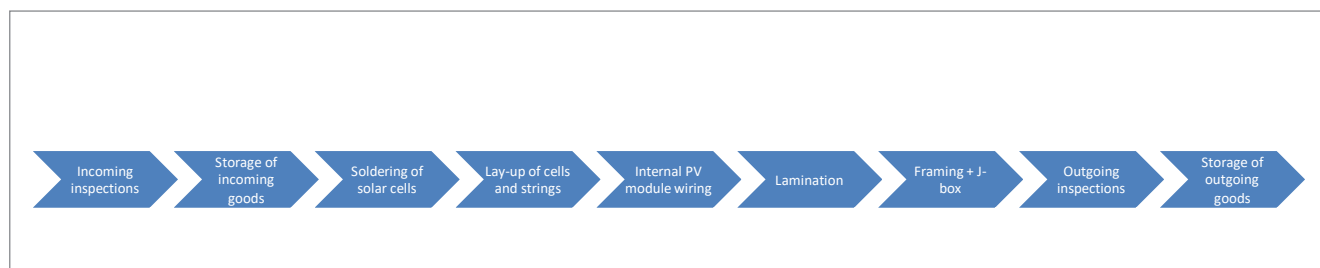 Incoming
inspections
Storage of
incoming
goods
Soldering of
solar cells
Lay-up of cells
and strings
Internal PV
module wiring
Lamination
Framing + J-
box
Outgoing
inspections
Storage of
outgoing
goods